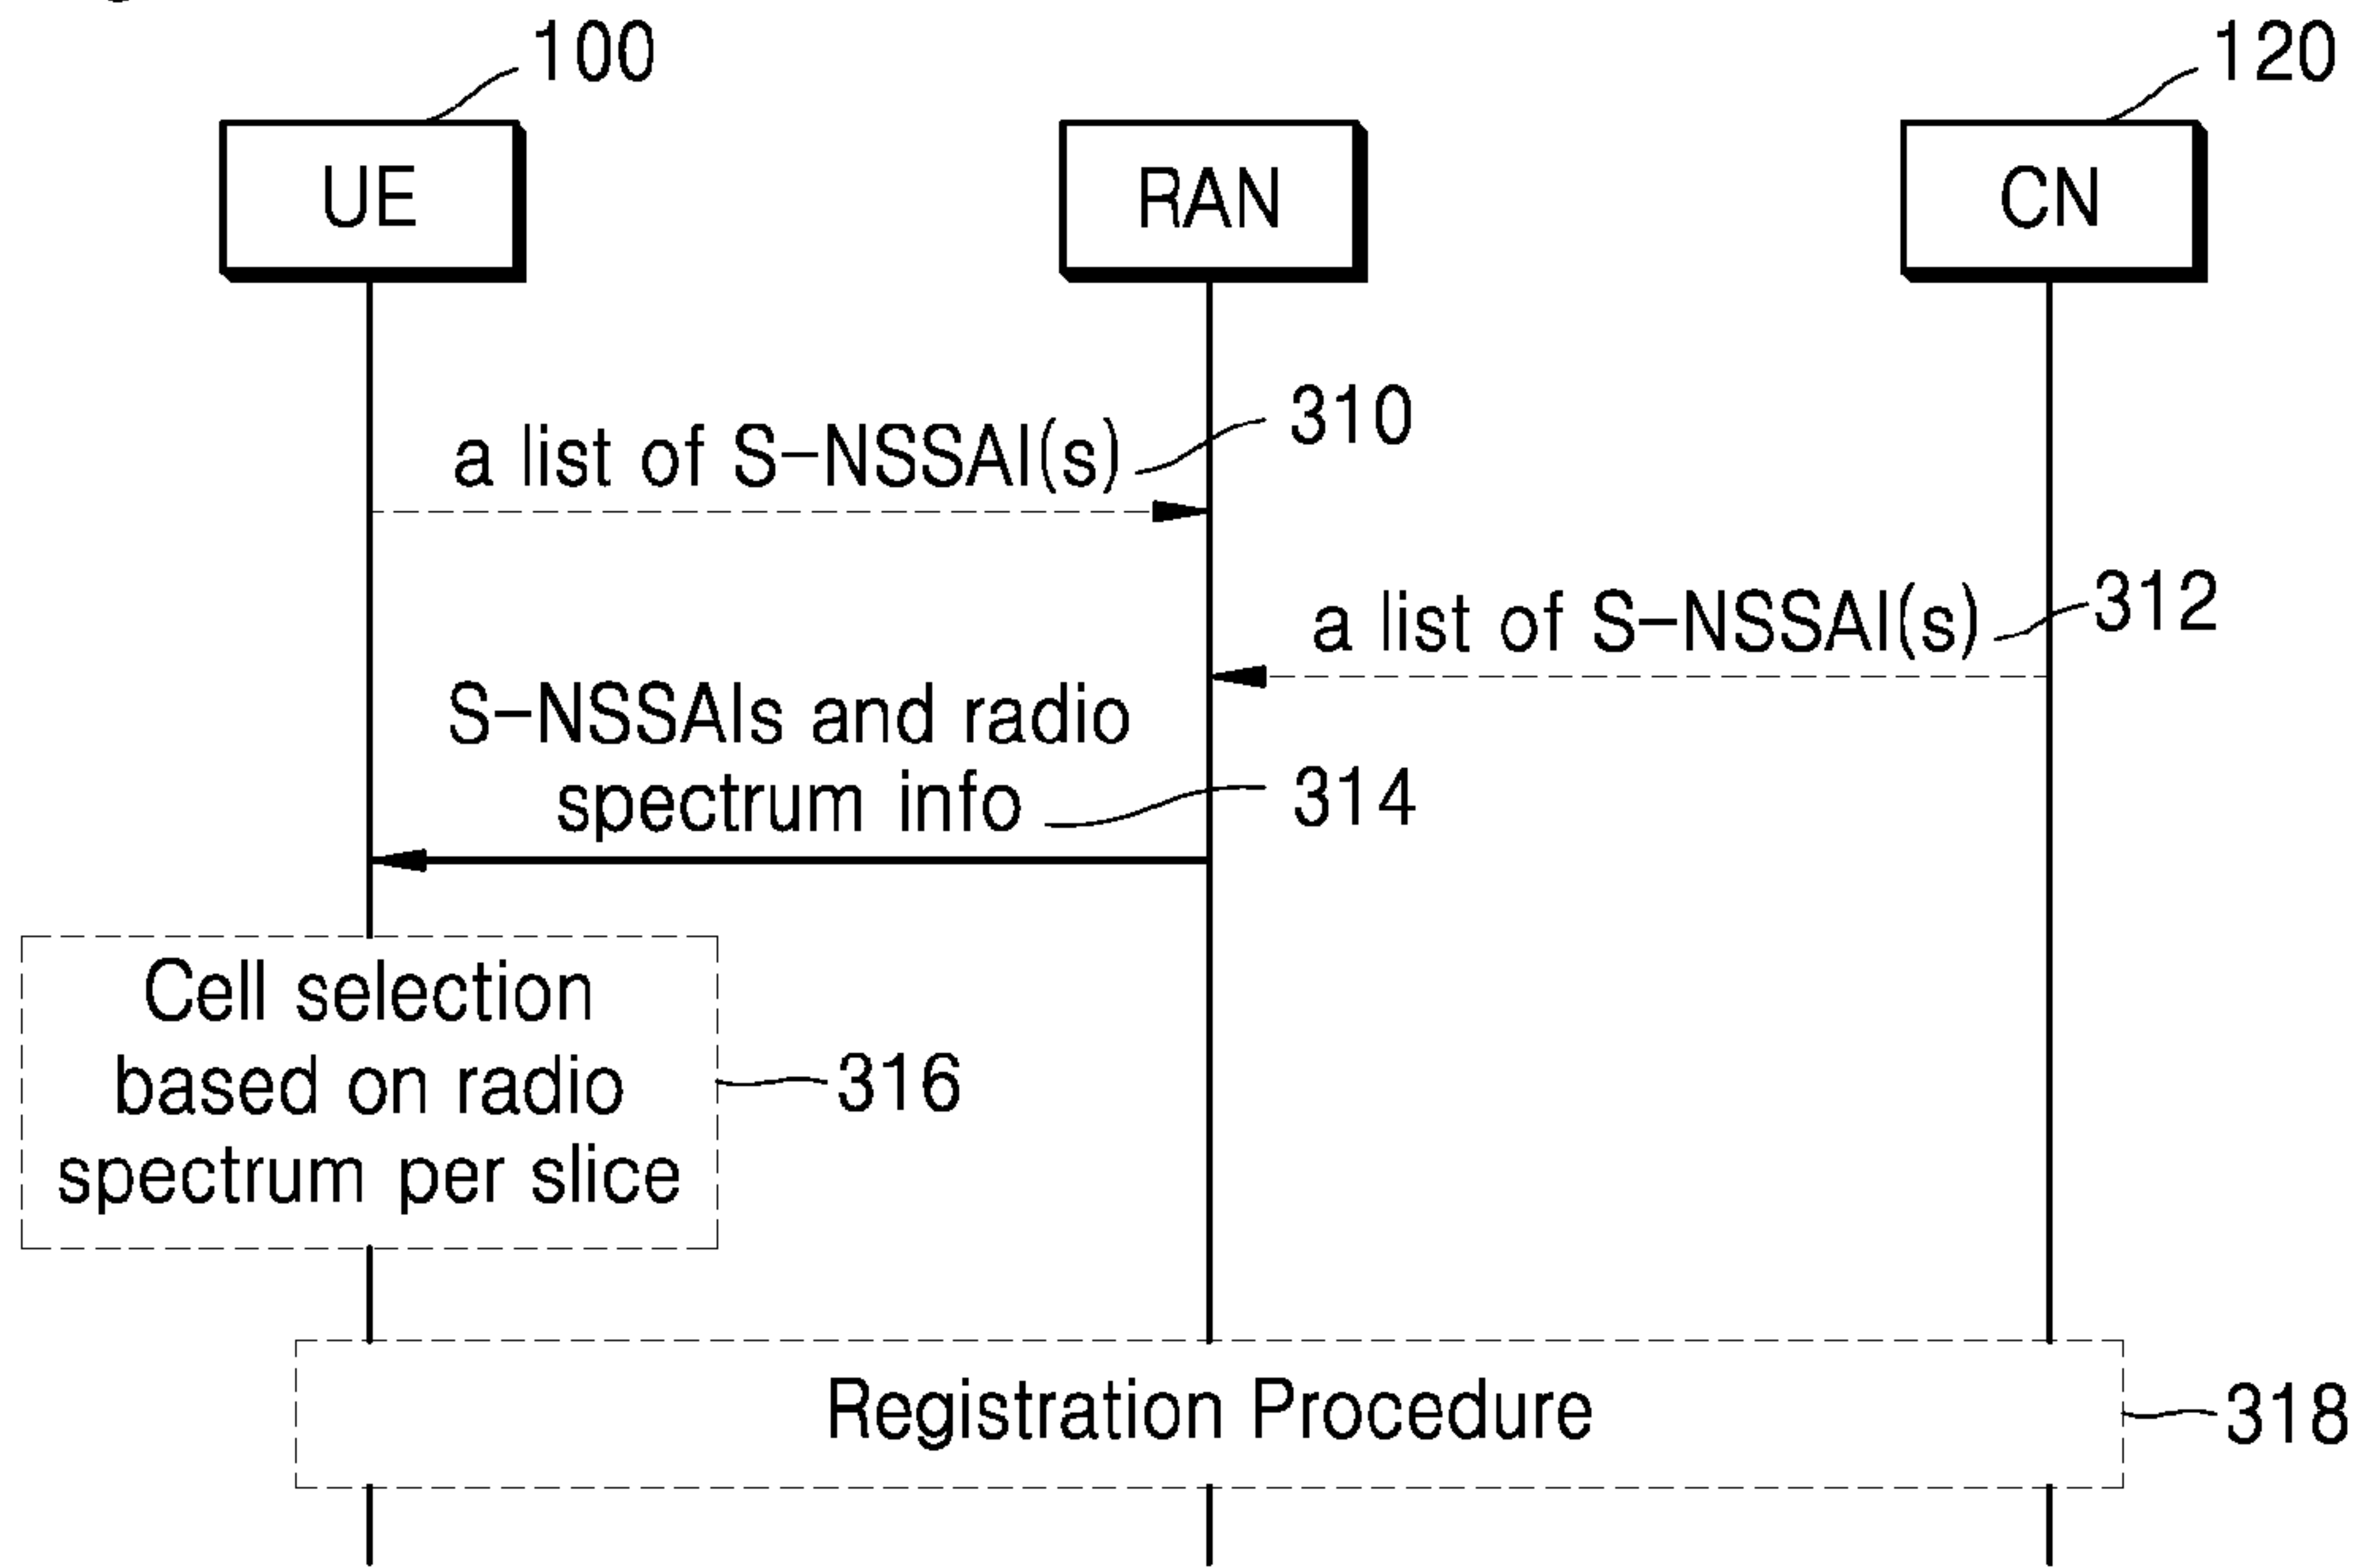 100
120
UE
RAN
CN
a list of S-NSSAI(s)
310
a list of S-NSSAI(s)
312
S-NSSAIs and radio
spectrum info
314
Cell selection
based on radio
spectrum per slice
316
Registration Procedure
318